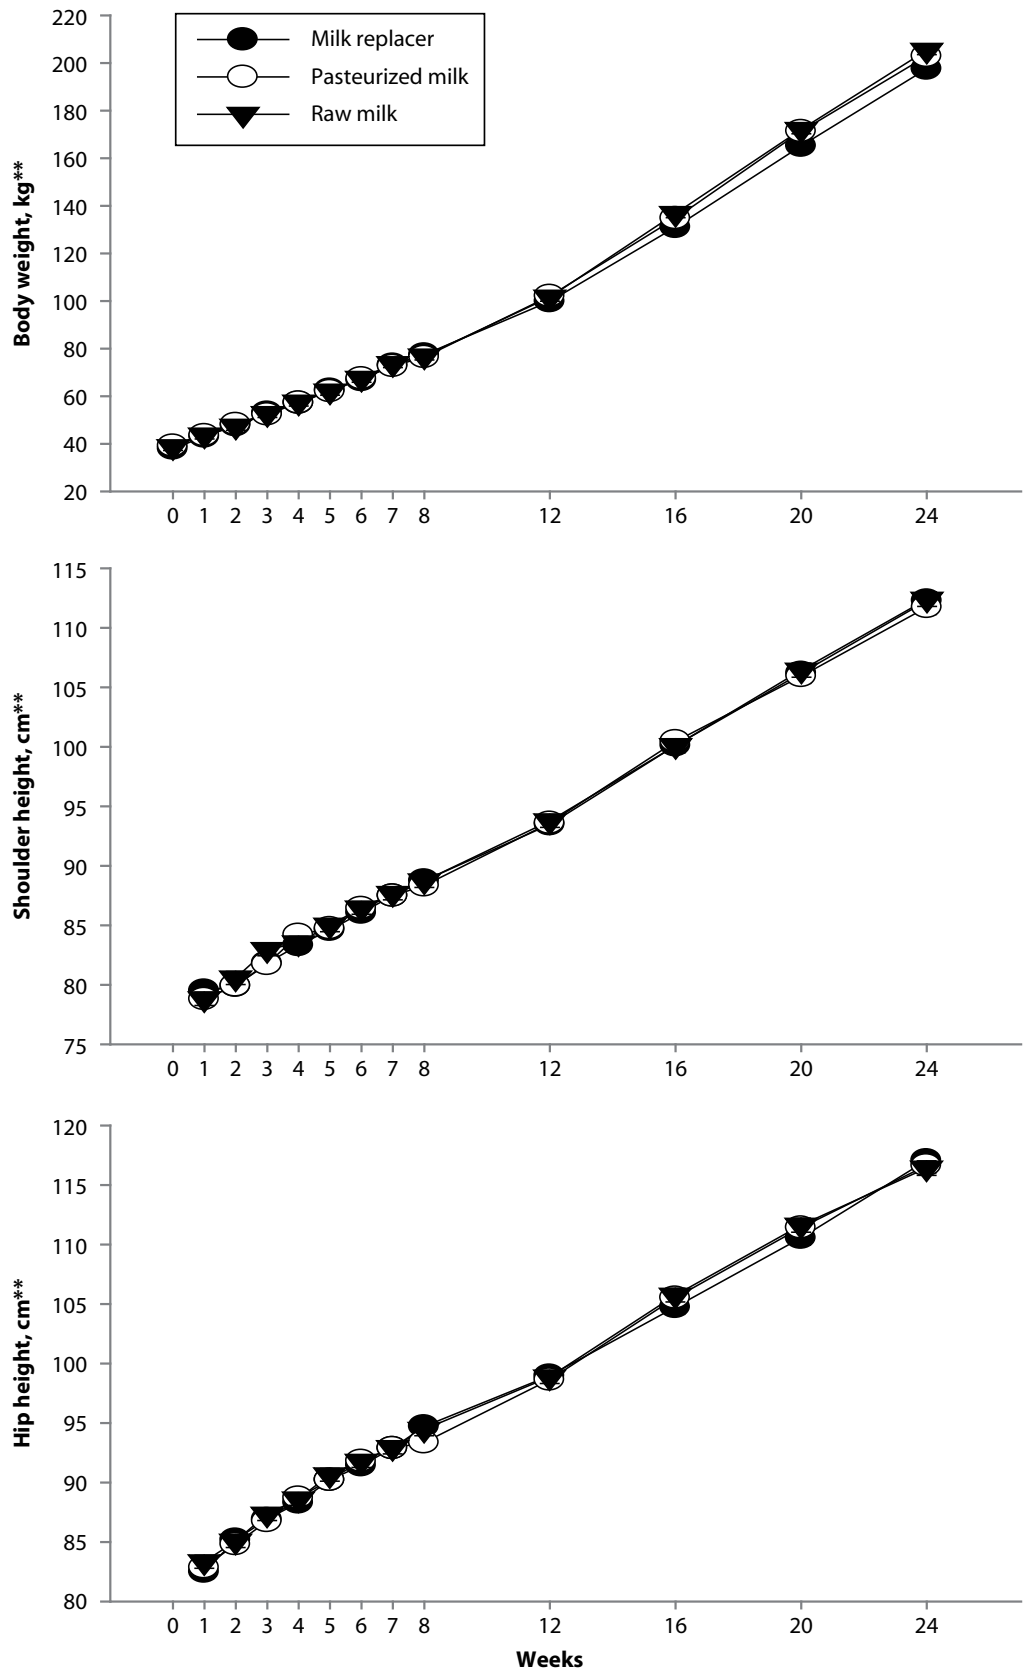 Milk replacer
Pasteurized milk
Raw milk
Body weight, kg**
220
200
180
160
140
120
100
80
60
40
20
0 1 2 3 4 5 6 7 8 12 16 20 24
Shoulder height, cm**
115
110
105
100
95
90
85
80
75
0 1 2 3 4 5 6 7 8 12 16 20 24
Hip height, cm**
120
115
110
105
100
95
90
85
80
0 1 2 3 4 5 6 7 8 12 16 20 24
Weeks